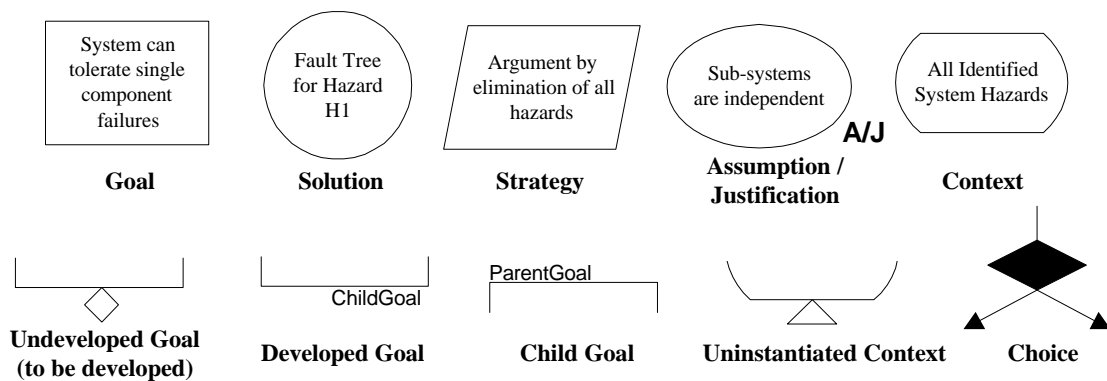 System can
tolerate single
component
failures
Fault Tree
for Hazard
H1
Argument by
elimination of all
hazards
Sub-systems
are independent
A/J
All Identified
System Hazards
Goal
Solution
Strategy
Assumption /
Justification
Context
ChildGoal
ParentGoal
Undeveloped Goal
(to be developed)
Developed Goal
Child Goal
Uninstantiated Context
Choice